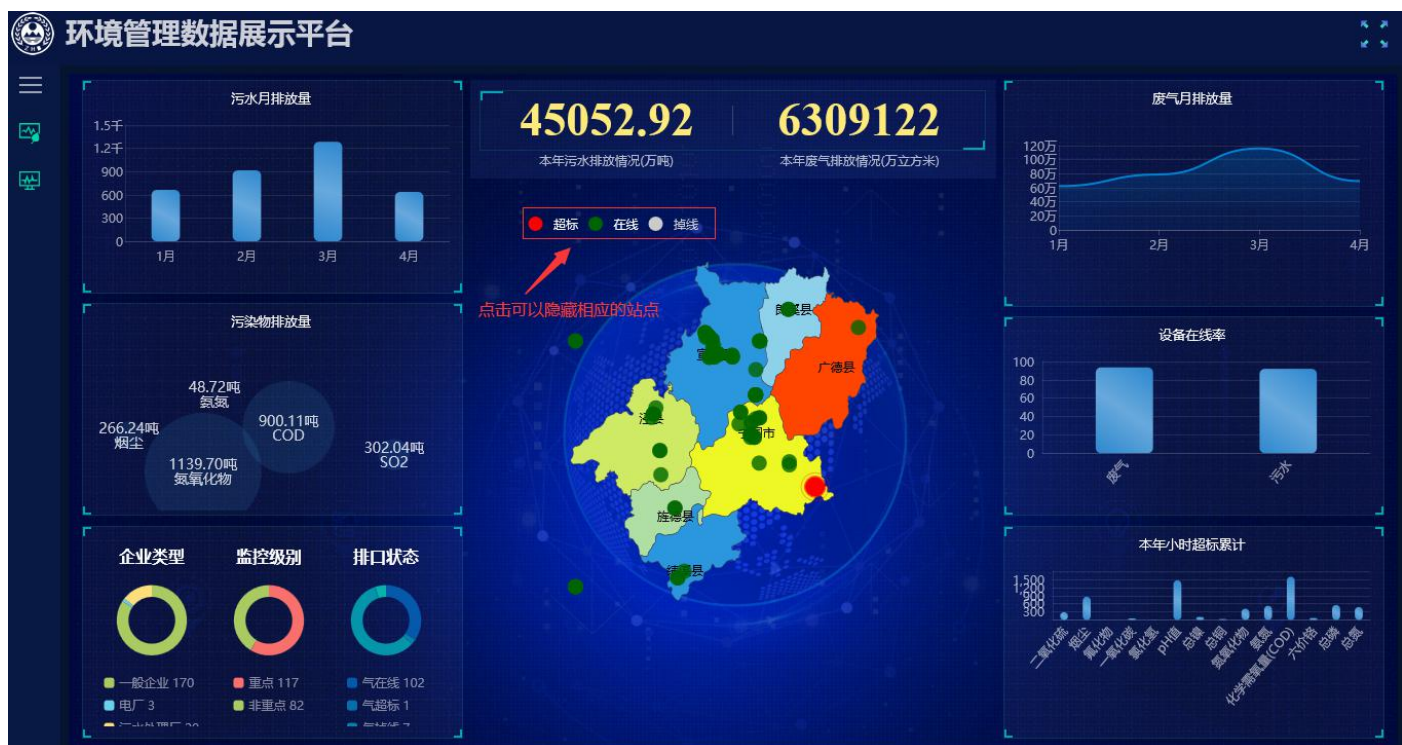 环境管理数据展示平台
污水月排放量
1.5千
1.2千
900
600
300
0
1月 2月 3月 4月
污染物排放量
48.72吨
氨氮
900.11吨
COD
266.24吨
烟尘
302.04吨
SO2
1139.70吨
氮氧化物
企业类型 监控级别 排口状态
一般企业 170
电厂 3
重点 117
非重点 82
气在线 102
气超标 1
45052.92
本年污水排放情况(万吨)
6309122
本年废气排放情况(万立方米)
超标 在线 掉线
点击可以隐藏相应的站点
广德县
旌德县
废气月排放量
120万
100万
80万
60万
40万
20万
0
1月 2月 3月 4月
设备在线率
100
80
60
40
20
0
废气 污水
本年小时超标累计
1,500
1,200
900
600
300
二氧化硫 烟尘 氟化物 一氧化碳 氯化氢 pH值 总镍 总铜 氮氧化物 氨氮 化学需氧量(COD) 六价铬 总磷 总氮